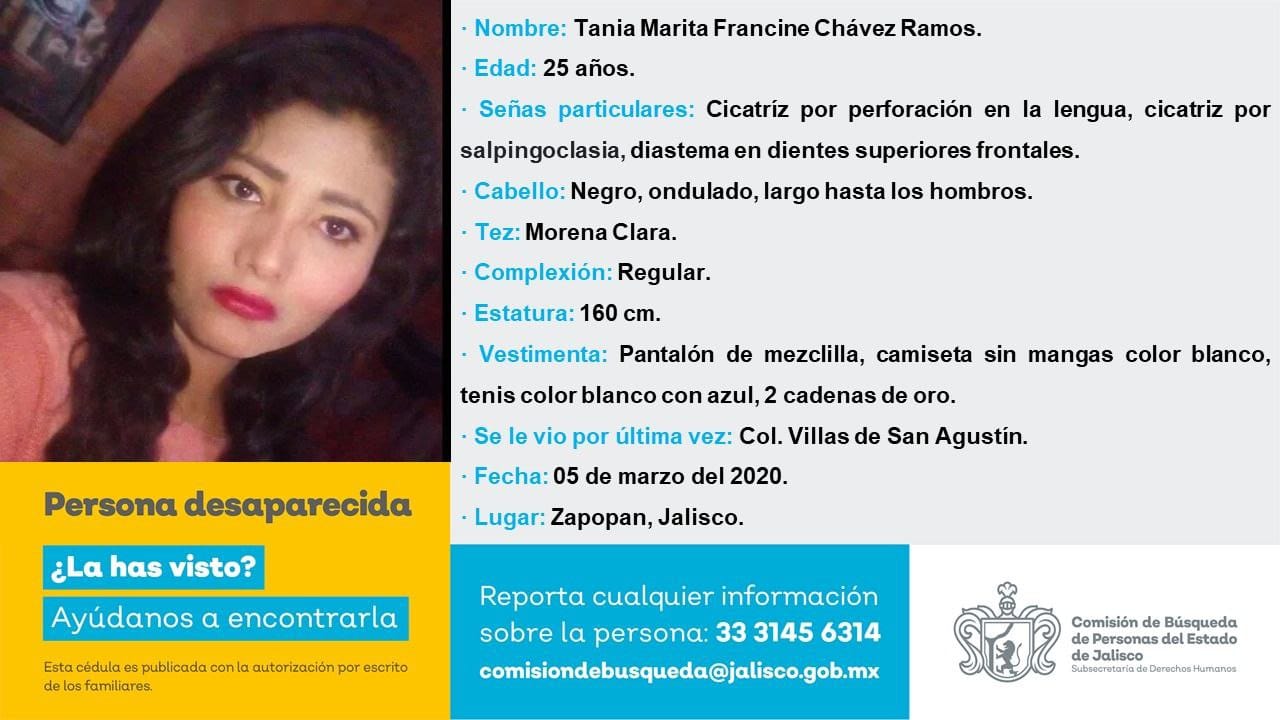 · Nombre: Tania Marita Francine Chávez Ramos.
· Edad: 25 años.
· Señas particulares: Cicatríz por perforación en la lengua, cicatriz por
salpingoclasia, diastema en dientes superiores frontales.
· Cabello: Negro, ondulado, largo hasta los hombros.
· Tez: Morena Clara.
· Complexión: Regular.
· Estatura: 160 cm.
· Vestimenta: Pantalón de mezclilla, camiseta sin mangas color blanco,
tenis color blanco con azul, 2 cadenas de oro.
· Se le vio por última vez: Col. Villas de San Agustín.
· Fecha: 05 de marzo del 2020.
· Lugar: Zapopan, Jalisco.
Persona desaparecida
¿La has visto?
Ayúdanos a encontrarla
Esta cédula es publicada con la autorización por escrito
de los familiares.
Reporta cualquier información
sobre la persona: 33 3145 6314
comisiondebusqueda@jalisco.gob.mx
Comisión de Búsqueda
de Personas del Estado
de Jalisco
Subsecretaría de Derechos Humanos